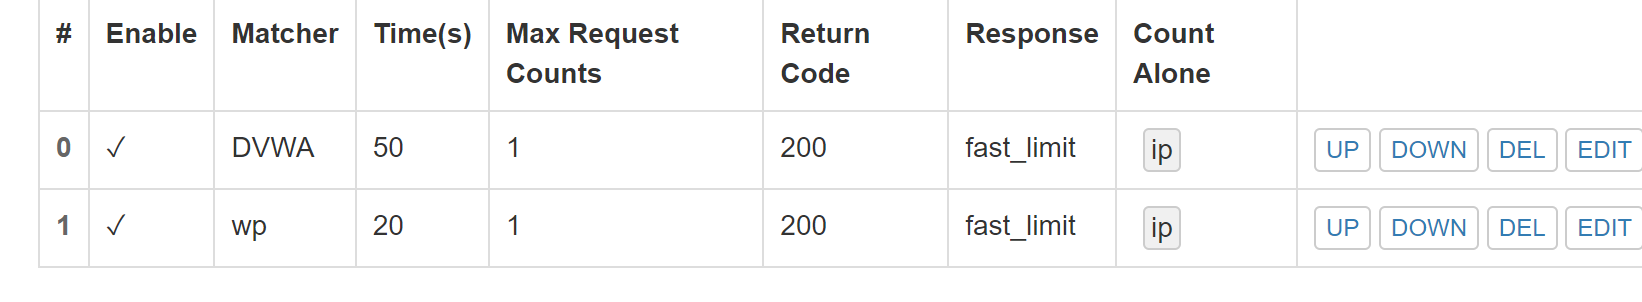 # Enable Matcher Time(s) Max Request Counts Return Code Response Count Alone
0 ✓ DVWA 50 1 200 fast_limit ip UP DOWN DEL EDIT
1 ✓ wp 20 1 200 fast_limit ip UP DOWN DEL EDIT